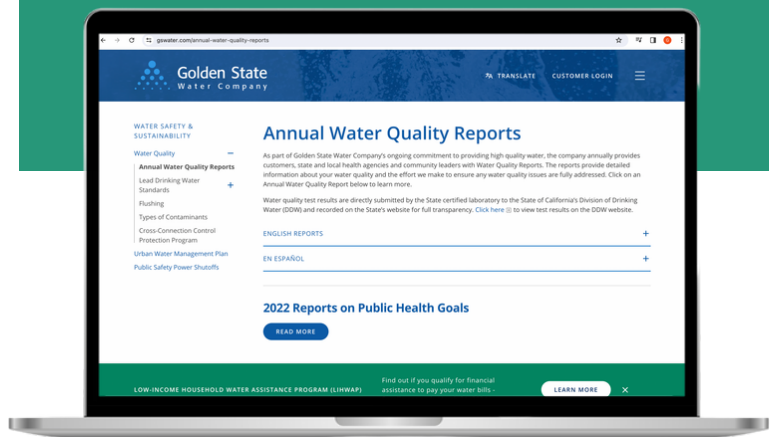 gswater.com/annual-water-quality-reports
Golden State
Water Company
TRANSLATE
CUSTOMER LOGIN
WATER SAFETY &
SUSTAINABILITY
Water Quality
Annual Water Quality Reports
Lead Drinking Water
Standards
Flushing
Types of Contaminants
Cross-Connection Control
Protection Program
Urban Water Management Plan
Public Safety Power Shutoffs
Annual Water Quality Reports
As part of Golden State Water Company's ongoing commitment to providing high quality water, the company annually provides
customers, state and local health agencies and community leaders with Water Quality Reports. The reports provide detailed
information about your water quality and the effort we make to ensure any water quality issues are fully addressed. Click on an
Annual Water Quality Report below to learn more.
Water quality test results are directly submitted by the State certified laboratory to the State of California's Division of Drinking
Water (DDW) and recorded on the State's website for full transparency. Click here to view test results on the DDW website.
ENGLISH REPORTS +
EN ESPAÑOL +
2022 Reports on Public Health Goals
READ MORE
LOW-INCOME HOUSEHOLD WATER ASSISTANCE PROGRAM (LIHWAP)
Find out if you qualify for financial
assistance to pay your water bills -
LEARN MORE